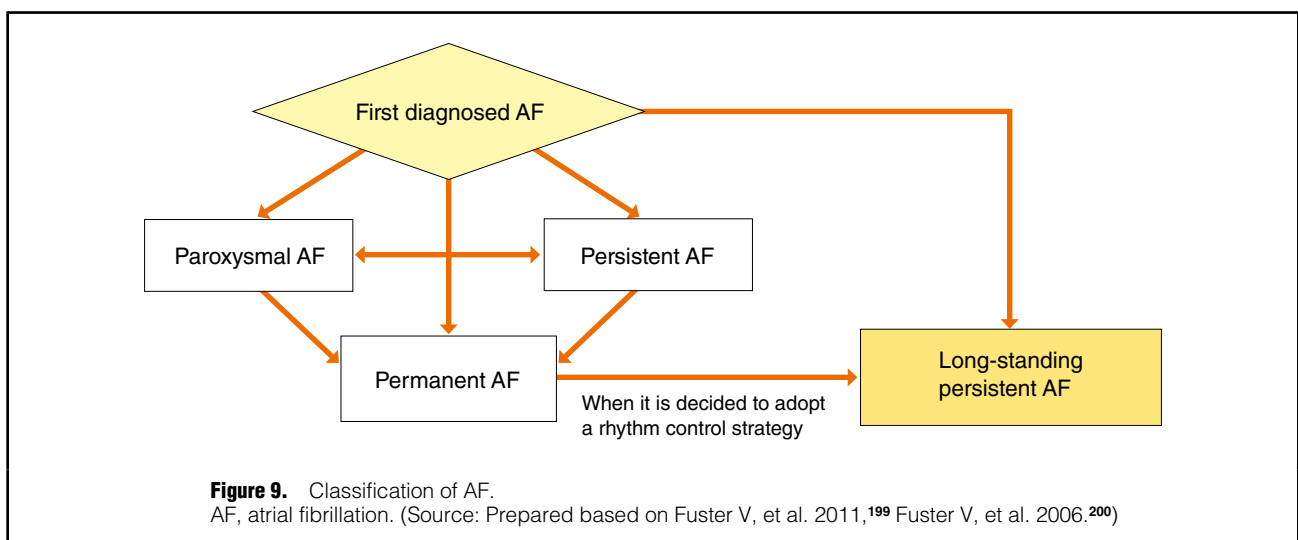 First diagnosed AF
Paroxysmal AF
Persistent AF
Permanent AF
Long-standing
persistent AF
When it is decided to adopt
a rhythm control strategy
Figure 9. Classification of AF.
AF, atrial fibrillation. (Source: Prepared based on Fuster V, et al. 2011,199 Fuster V, et al. 2006.200)